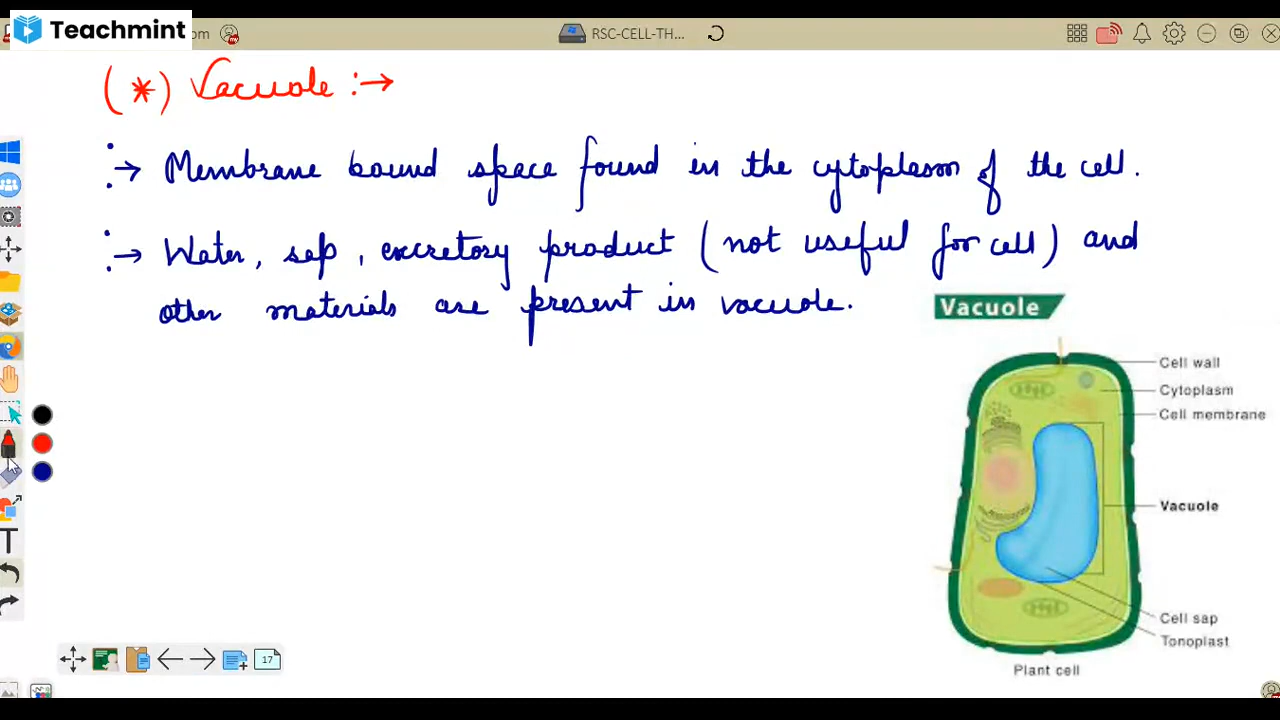 Teachmint
om
RSC-CELL-TH...
(*) Vacuole :→
:→ Membrane bound space found in the cytoplasm of the cell.
:→ Water, sap, excretory product (not useful for cell) and
other materials are present in vacuole.
Vacuole
Cell wall
Cytoplasm
Cell membrane
Vacuole
Cell sap
Tonoplast
Plant cell
T
17